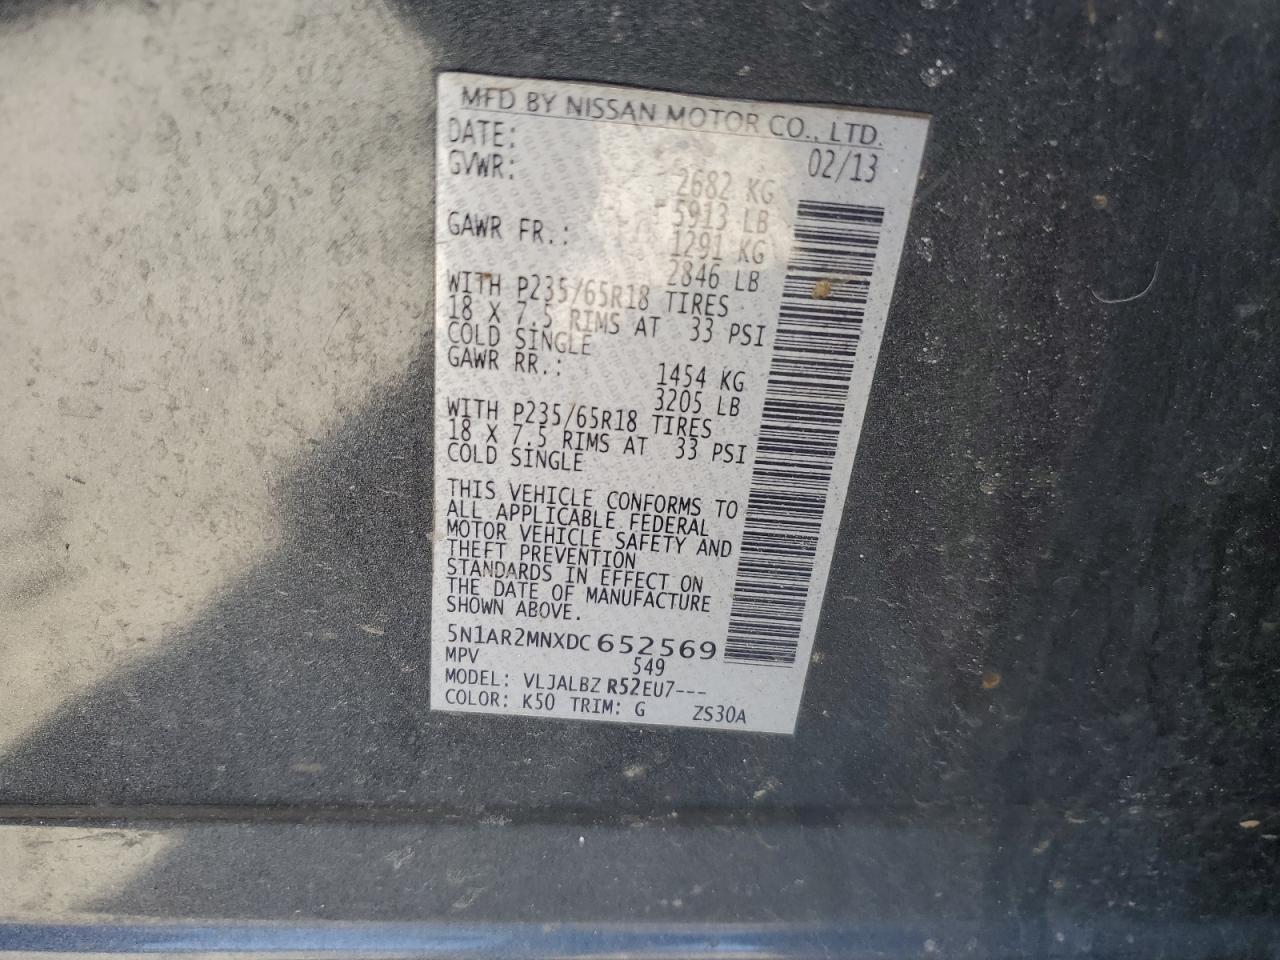 MFD BY NISSAN MOTOR CO., LTD.
DATE: 02/13
GVWR: 2682 KG
5913 LB
GAWR FR.: 1291 KG
2846 LB
WITH P235/65R18 TIRES
18 X 7.5 RIMS AT 33 PSI
COLD SINGLE
GAWR RR.: 1454 KG
3205 LB
WITH P235/65R18 TIRES
18 X 7.5 RIMS AT 33 PSI
COLD SINGLE
THIS VEHICLE CONFORMS TO
ALL APPLICABLE FEDERAL
MOTOR VEHICLE SAFETY AND
THEFT PREVENTION
STANDARDS IN EFFECT ON
THE DATE OF MANUFACTURE
SHOWN ABOVE.
5N1AR2MNXDC652569
MPV 549
MODEL: VLJALBZ R52EU7---
COLOR: K50 TRIM: G ZS30A